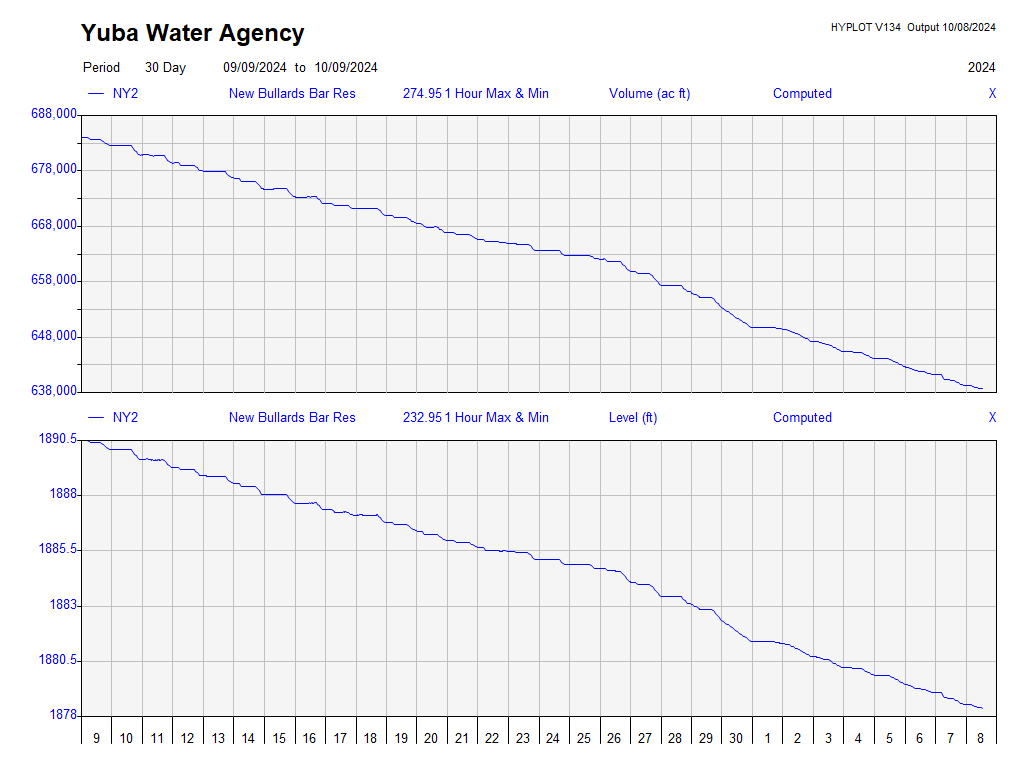 Yuba Water Agency
HYPLOT V134 Output 10/08/2024
Period 30 Day 09/09/2024 to 10/09/2024 2024
NY2 New Bullards Bar Res 274.95 1 Hour Max & Min Volume (ac ft) Computed X
688,000
678,000
668,000
658,000
648,000
638,000
NY2 New Bullards Bar Res 232.95 1 Hour Max & Min Level (ft) Computed X
1890.5
1888
1885.5
1883
1880.5
1878
9 10 11 12 13 14 15 16 17 18 19 20 21 22 23 24 25 26 27 28 29 30 1 2 3 4 5 6 7 8